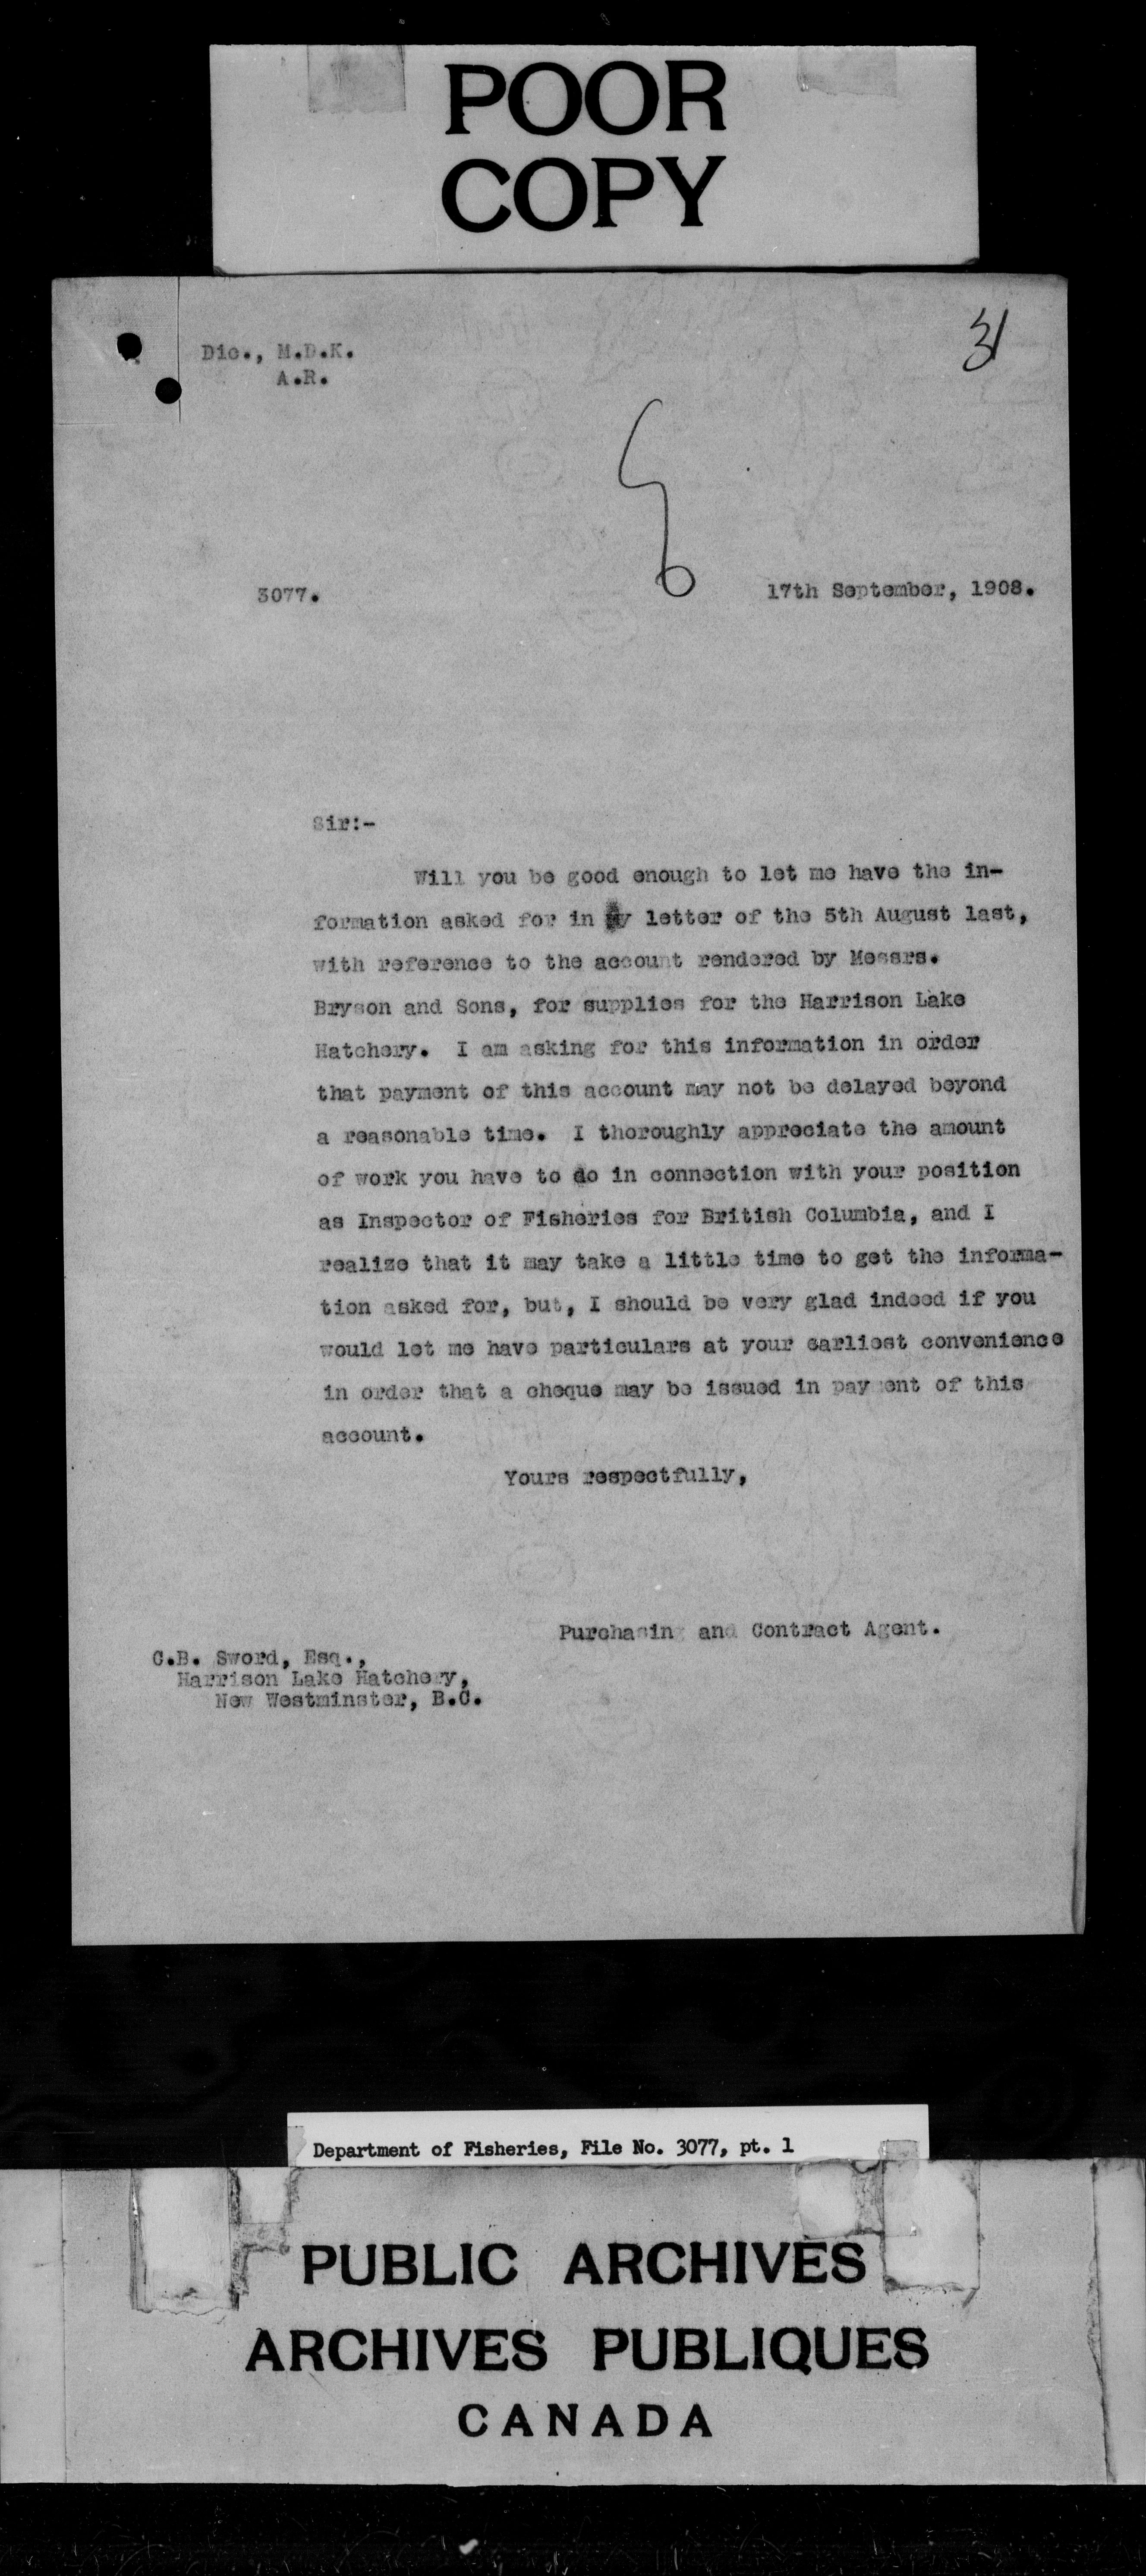 POOR
COPY
31
Dic., M.D.K.
A.R.
3077.
17th September, 1908.
Sir:-
Will you be good enough to let me have the in-
formation asked for in my letter of the 5th August last,
with reference to the account rendered by Messrs.
Bryson and Sons, for supplies for the Harrison Lake
Hatchery. I am asking for this information in order
that payment of this account may not be delayed beyond
a reasonable time. I thoroughly appreciate the amount
of work you have to do in connection with your position
as Inspector of Fisheries for British Columbia, and I
realize that it may take a little time to get the informa-
tion asked for, but, I should be very glad indeed if you
would let me have particulars at your earliest convenience
in order that a cheque may be issued in payment of this
account.
Yours respectfully,
Purchasing and Contract Agent.
C.B. Sword, Esq.,
Harrison Lake Hatchery,
New Westminster, B.C.
Department of Fisheries, File No. 3077, pt. 1
PUBLIC ARCHIVES
ARCHIVES PUBLIQUES
CANADA